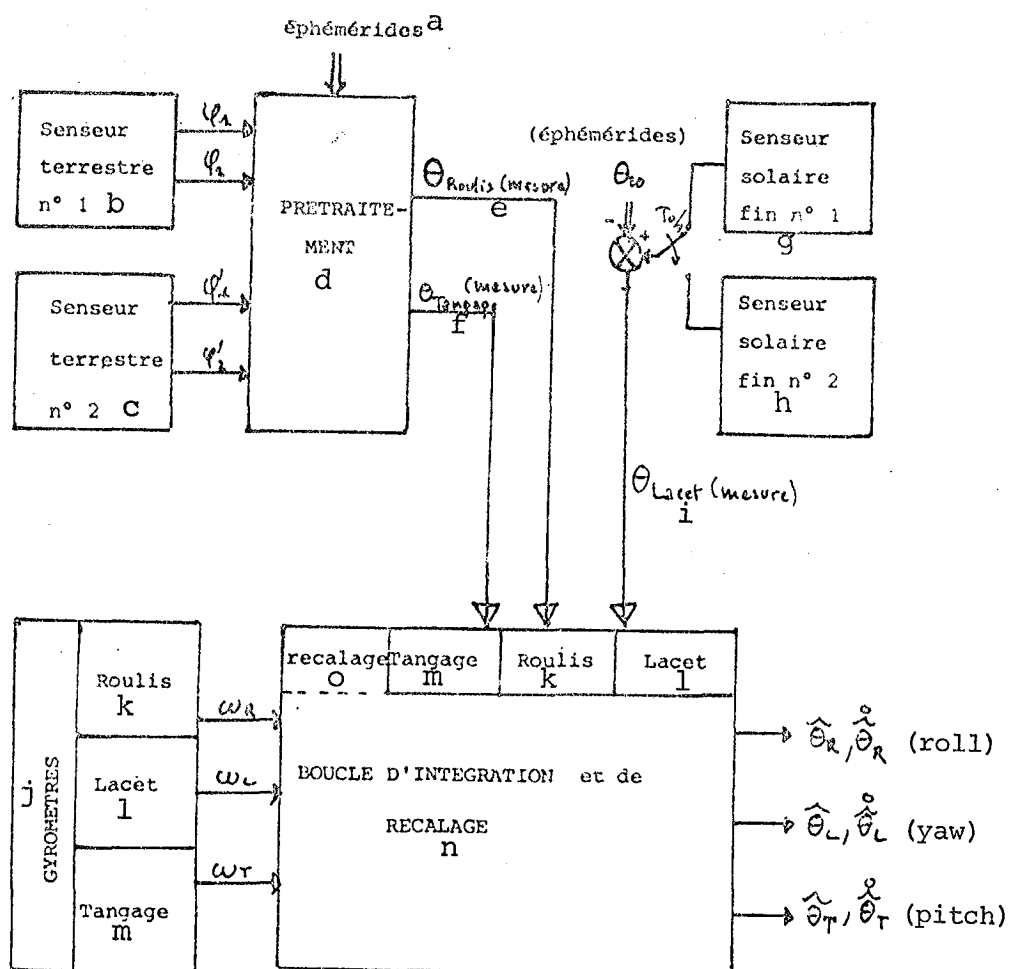 éphémérides a
Senseur
terrestre
n° 1 b
φ1
φ2
Senseur
terrestre
n° 2 c
φ'1
φ'2
PRETRAITE-
MENT
d
θRoulis (mesure)
e
θTangage (mesure)
f
(éphémérides)
- +
Senseur
solaire
fin n° 1
g
Senseur
solaire
fin n° 2
h
θLacet (mesure)
i
j
GYROMETRES
Roulis
k
Lacet
l
Tangage
m
ωR
ωL
ωT
recalage
o
Tangage
m
Roulis
k
Lacet
l
BOUCLE D'INTEGRATION et de
RECALAGE
n
θ̂R, θ̂̊R (roll)
θ̂L, θ̂̊L (yaw)
θ̂T, θ̂̊T (pitch)